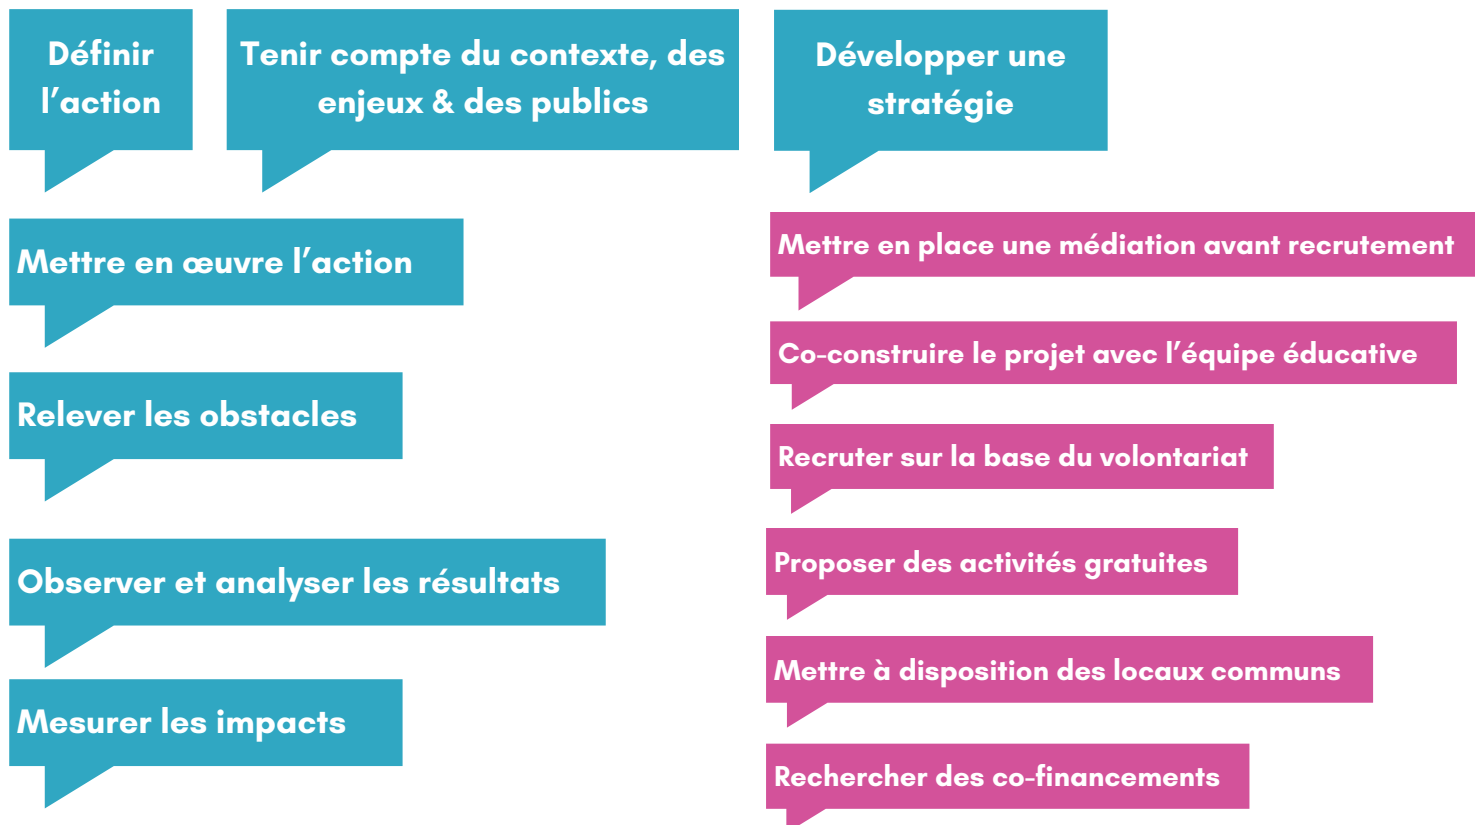 Définir
l'action
Tenir compte du contexte, des
enjeux & des publics
Développer une
stratégie
Mettre en œuvre l'action
Relever les obstacles
Observer et analyser les résultats
Mesurer les impacts
Mettre en place une médiation avant recrutement
Co-construire le projet avec l'équipe éducative
Recruter sur la base du volontariat
Proposer des activités gratuites
Mettre à disposition des locaux communs
Rechercher des co-financements